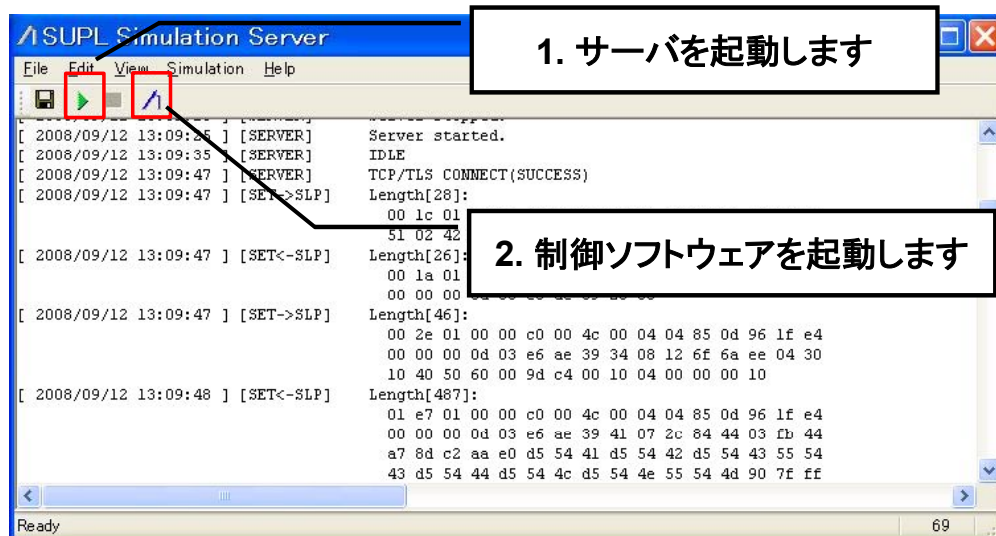 SUPL Simulation Server
1. サーバを起動します
File Edit View Simulation Help
[ 2008/09/12 13:09:25 ] [SERVER] Server started.
[ 2008/09/12 13:09:35 ] [SERVER] IDLE
[ 2008/09/12 13:09:47 ] [SERVER] TCP/TLS CONNECT(SUCCESS)
[ 2008/09/12 13:09:47 ] [SET->SLP] Length[28]:
00 1c 01
51 02 42
2. 制御ソフトウェアを起動します
[ 2008/09/12 13:09:47 ] [SET<-SLP] Length[26]:
00 1a 01
00 00 00
[ 2008/09/12 13:09:47 ] [SET->SLP] Length[46]:
00 2e 01 00 00 c0 00 4c 00 04 04 85 0d 96 1f e4
00 00 00 0d 03 e6 ae 39 34 08 12 6f 6a ee 04 30
10 40 50 60 00 9d c4 00 10 04 00 00 00 10
[ 2008/09/12 13:09:48 ] [SET<-SLP] Length[487]:
01 e7 01 00 00 c0 00 4c 00 04 04 85 0d 96 1f e4
00 00 00 0d 03 e6 ae 39 41 07 2c 84 44 03 fb 44
a7 8d c2 aa e0 d5 54 41 d5 54 42 d5 54 43 55 54
43 d5 54 44 d5 54 4c d5 54 4e 55 54 4d 90 7f ff
Ready 69